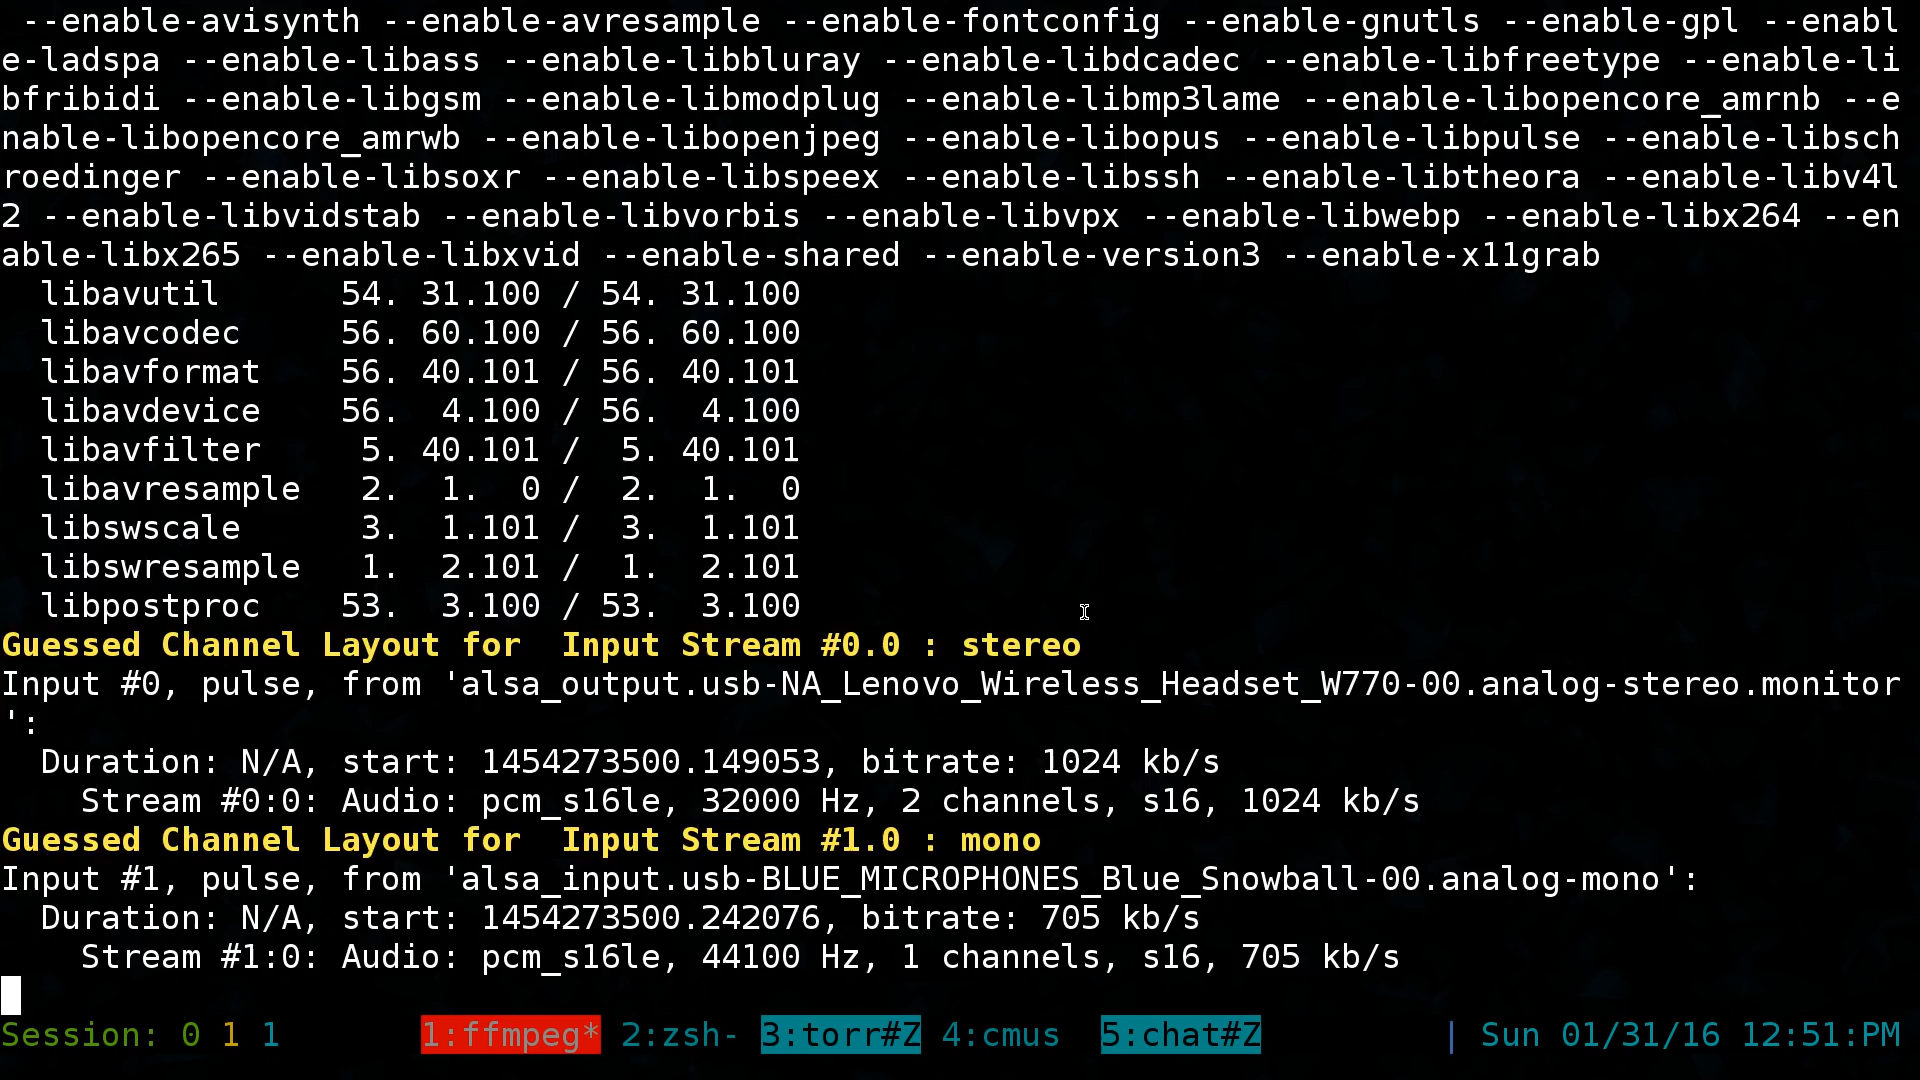 --enable-avisynth --enable-avresample --enable-fontconfig --enable-gnutls --enable-gpl --enabl
e-ladspa --enable-libass --enable-libbluray --enable-libdcadec --enable-libfreetype --enable-li
bfribidi --enable-libgsm --enable-libmodplug --enable-libmp3lame --enable-libopencore_amrnb --e
nable-libopencore_amrwb --enable-libopenjpeg --enable-libopus --enable-libpulse --enable-libsch
roedinger --enable-libsoxr --enable-libspeex --enable-libssh --enable-libtheora --enable-libv4l
2 --enable-libvidstab --enable-libvorbis --enable-libvpx --enable-libwebp --enable-libx264 --en
able-libx265 --enable-libxvid --enable-shared --enable-version3 --enable-x11grab
  libavutil      54. 31.100 / 54. 31.100
  libavcodec     56. 60.100 / 56. 60.100
  libavformat    56. 40.101 / 56. 40.101
  libavdevice    56.  4.100 / 56.  4.100
  libavfilter     5. 40.101 /  5. 40.101
  libavresample   2.  1.  0 /  2.  1.  0
  libswscale      3.  1.101 /  3.  1.101
  libswresample   1.  2.101 /  1.  2.101
  libpostproc    53.  3.100 / 53.  3.100
Guessed Channel Layout for  Input Stream #0.0 : stereo
Input #0, pulse, from 'alsa_output.usb-NA_Lenovo_Wireless_Headset_W770-00.analog-stereo.monitor
':
  Duration: N/A, start: 1454273500.149053, bitrate: 1024 kb/s
    Stream #0:0: Audio: pcm_s16le, 32000 Hz, 2 channels, s16, 1024 kb/s
Guessed Channel Layout for  Input Stream #1.0 : mono
Input #1, pulse, from 'alsa_input.usb-BLUE_MICROPHONES_Blue_Snowball-00.analog-mono':
  Duration: N/A, start: 1454273500.242076, bitrate: 705 kb/s
    Stream #1:0: Audio: pcm_s16le, 44100 Hz, 1 channels, s16, 705 kb/s
Session: 0 1 1       1:ffmpeg* 2:zsh- 3:torr#Z 4:cmus  5:chat#Z         | Sun 01/31/16 12:51:PM